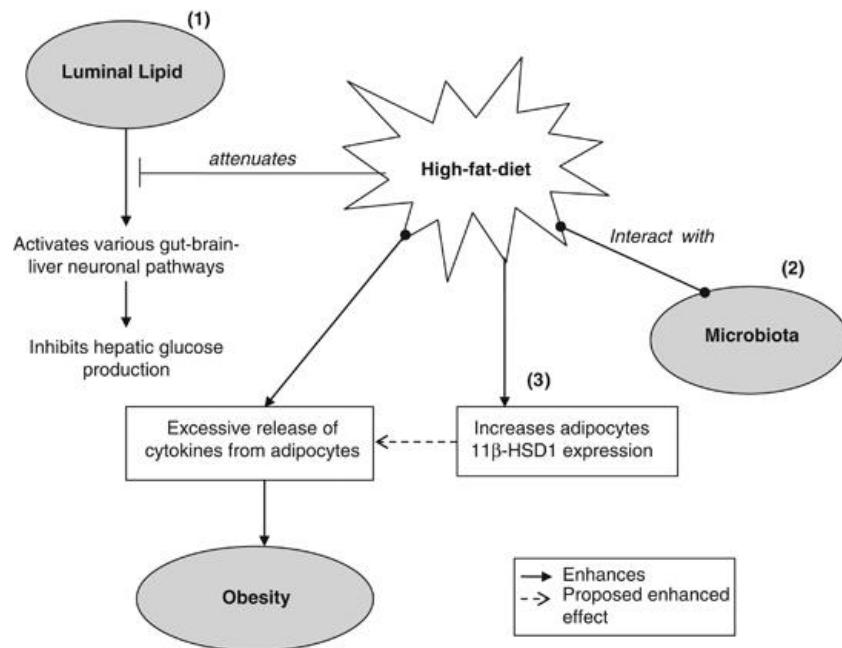 (1)
Luminal Lipid
attenuates
High-fat-diet
Interact with
(2)
Microbiota
Activates various gut-brain-
liver neuronal pathways
Inhibits hepatic glucose
production
(3)
Excessive release of
cytokines from adipocytes
Increases adipocytes
11β-HSD1 expression
Obesity
Enhances
Proposed enhanced
effect